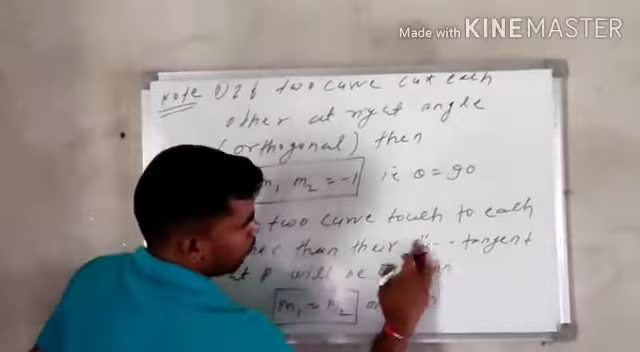 Made with KINEMASTER
Note ① If two curve cut each
other at right angle
(orthogonal) then
m₁ m₂ = -1 ie θ = 90
two curve touch to each
than their tangent
at P will be
m₁ = m₂